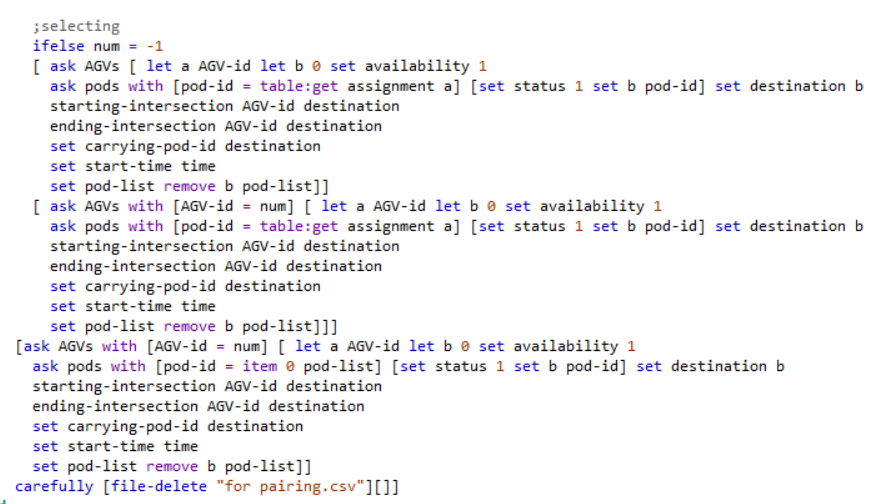 ;selecting
ifelse num = -1
[ ask AGVs [ let a AGV-id let b 0 set availability 1
ask pods with [pod-id = table:get assignment a] [set status 1 set b pod-id] set destination b
starting-intersection AGV-id destination
ending-intersection AGV-id destination
set carrying-pod-id destination
set start-time time
set pod-list remove b pod-list]]
[ ask AGVs with [AGV-id = num] [ let a AGV-id let b 0 set availability 1
ask pods with [pod-id = table:get assignment a] [set status 1 set b pod-id] set destination b
starting-intersection AGV-id destination
ending-intersection AGV-id destination
set carrying-pod-id destination
set start-time time
set pod-list remove b pod-list]]]
[ask AGVs with [AGV-id = num] [ let a AGV-id let b 0 set availability 1
ask pods with [pod-id = item 0 pod-list] [set status 1 set b pod-id] set destination b
starting-intersection AGV-id destination
ending-intersection AGV-id destination
set carrying-pod-id destination
set start-time time
set pod-list remove b pod-list]]
carefully [file-delete "for pairing.csv"][]]